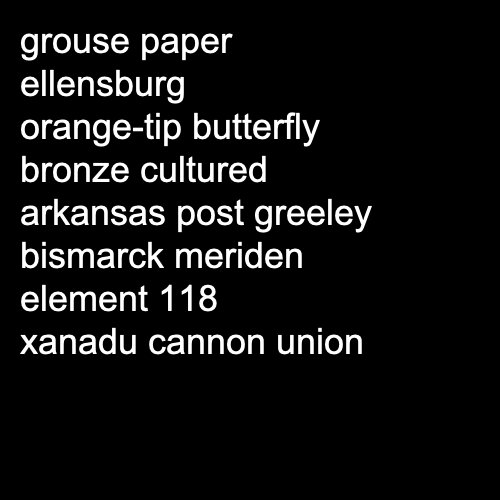 grouse paper
ellensburg
orange-tip butterfly
bronze cultured
arkansas post greeley
bismarck meriden
element 118
xanadu cannon union